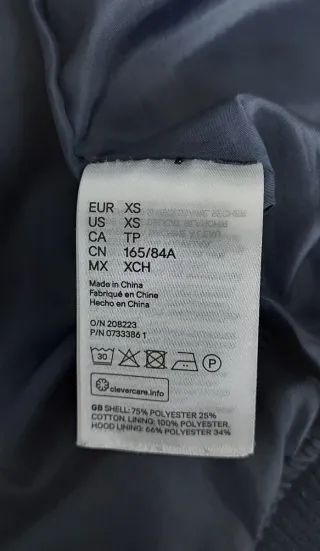 EUR XS
US XS
CA TP
CN 165/84A
MX XCH
Made in China
Fabriqué en Chine
Hecho en China
O/N 208223
P/N 07333861
30
P
clevercare.info
GB SHELL: 75% POLYESTER 25%
COTTON. LINING: 100% POLYESTER.
HOOD LINING: 66% POLYESTER 34%